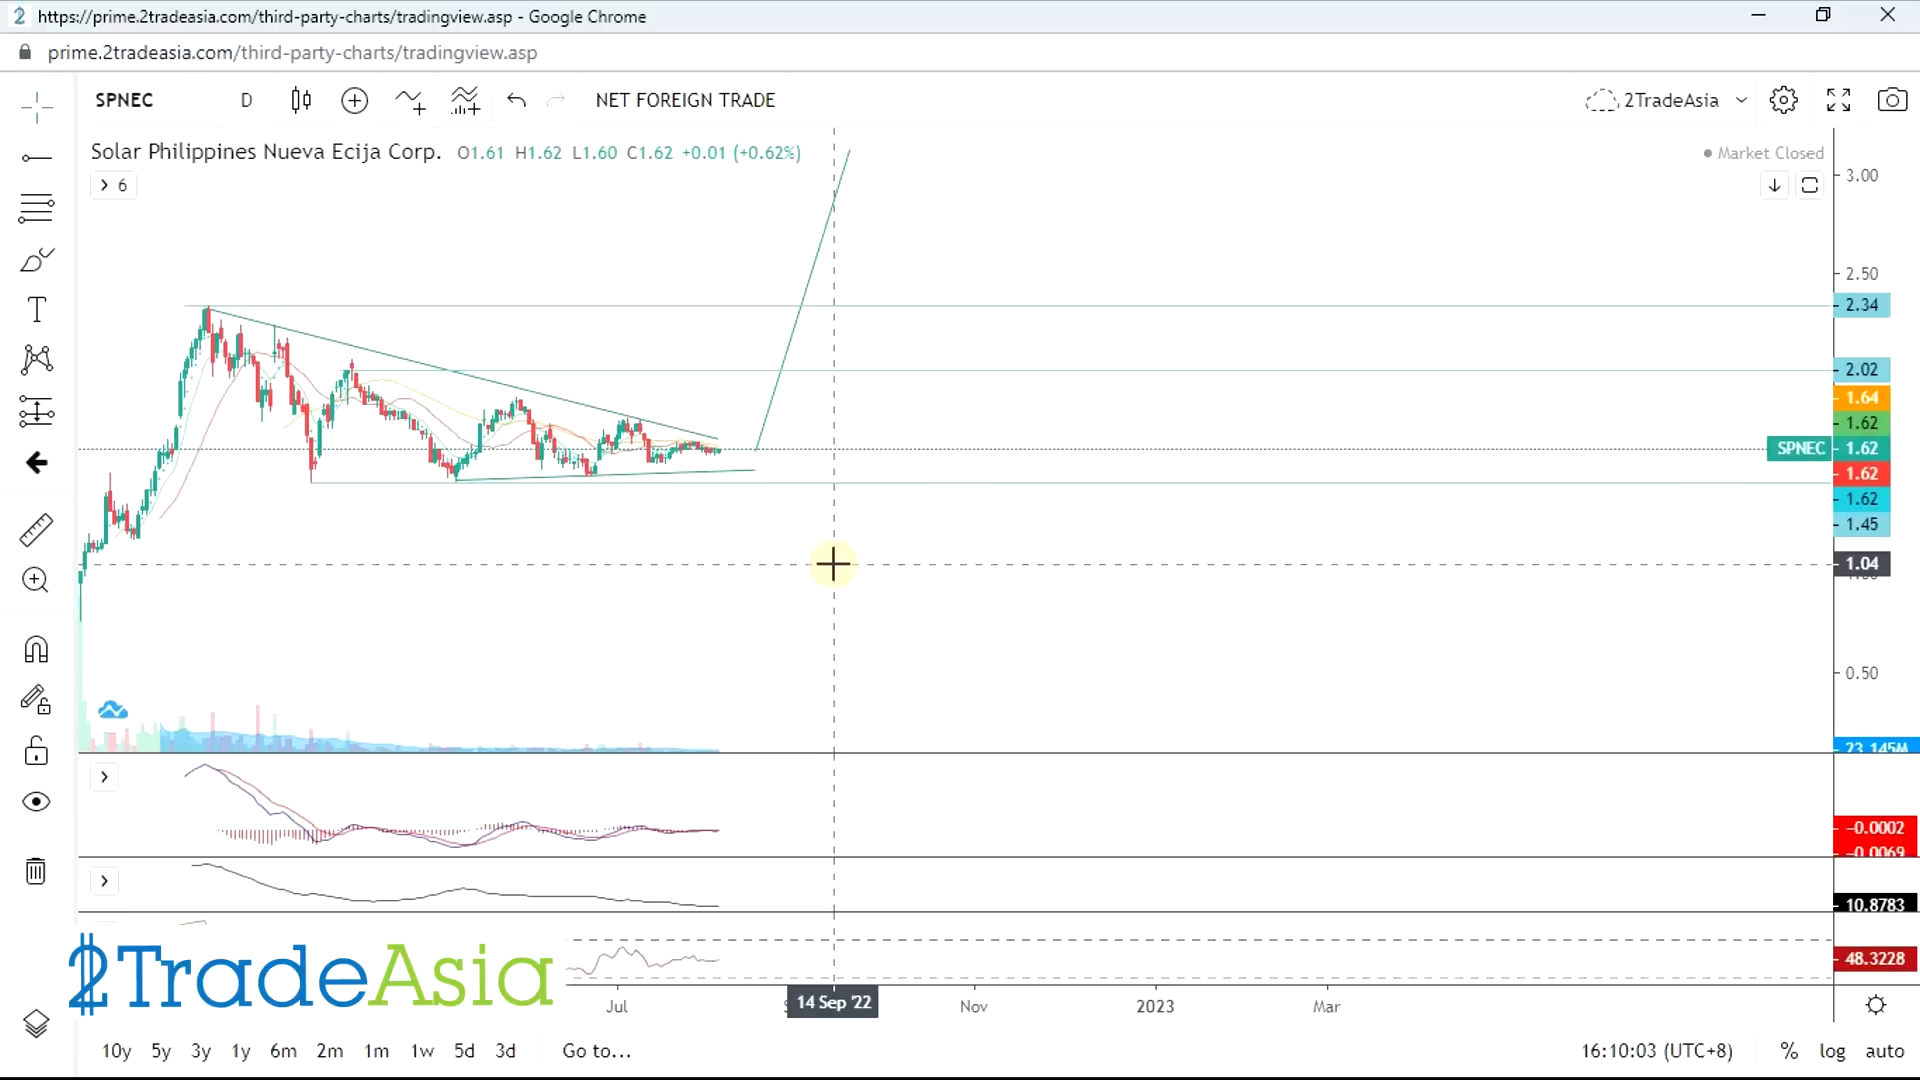 https://prime.2tradeasia.com/third-party-charts/tradingview.asp - Google Chrome
prime.2tradeasia.com/third-party-charts/tradingview.asp
SPNEC D NET FOREIGN TRADE 2TradeAsia
Solar Philippines Nueva Ecija Corp. O1.61 H1.62 L1.60 C1.62 +0.01 (+0.62%)
Market Closed
6
3.00
2.50
2.34
2.02
1.64
1.62
SPNEC 1.62
1.62
1.62
1.45
1.04
0.50
23.145M
-0.0002
-0.0069
10.8783
48.3228
2TradeAsia
Jul 14 Sep '22 Nov 2023 Mar
10y 5y 3y 1y 6m 2m 1m 1w 5d 3d Go to... 16:10:03 (UTC+8) % log auto